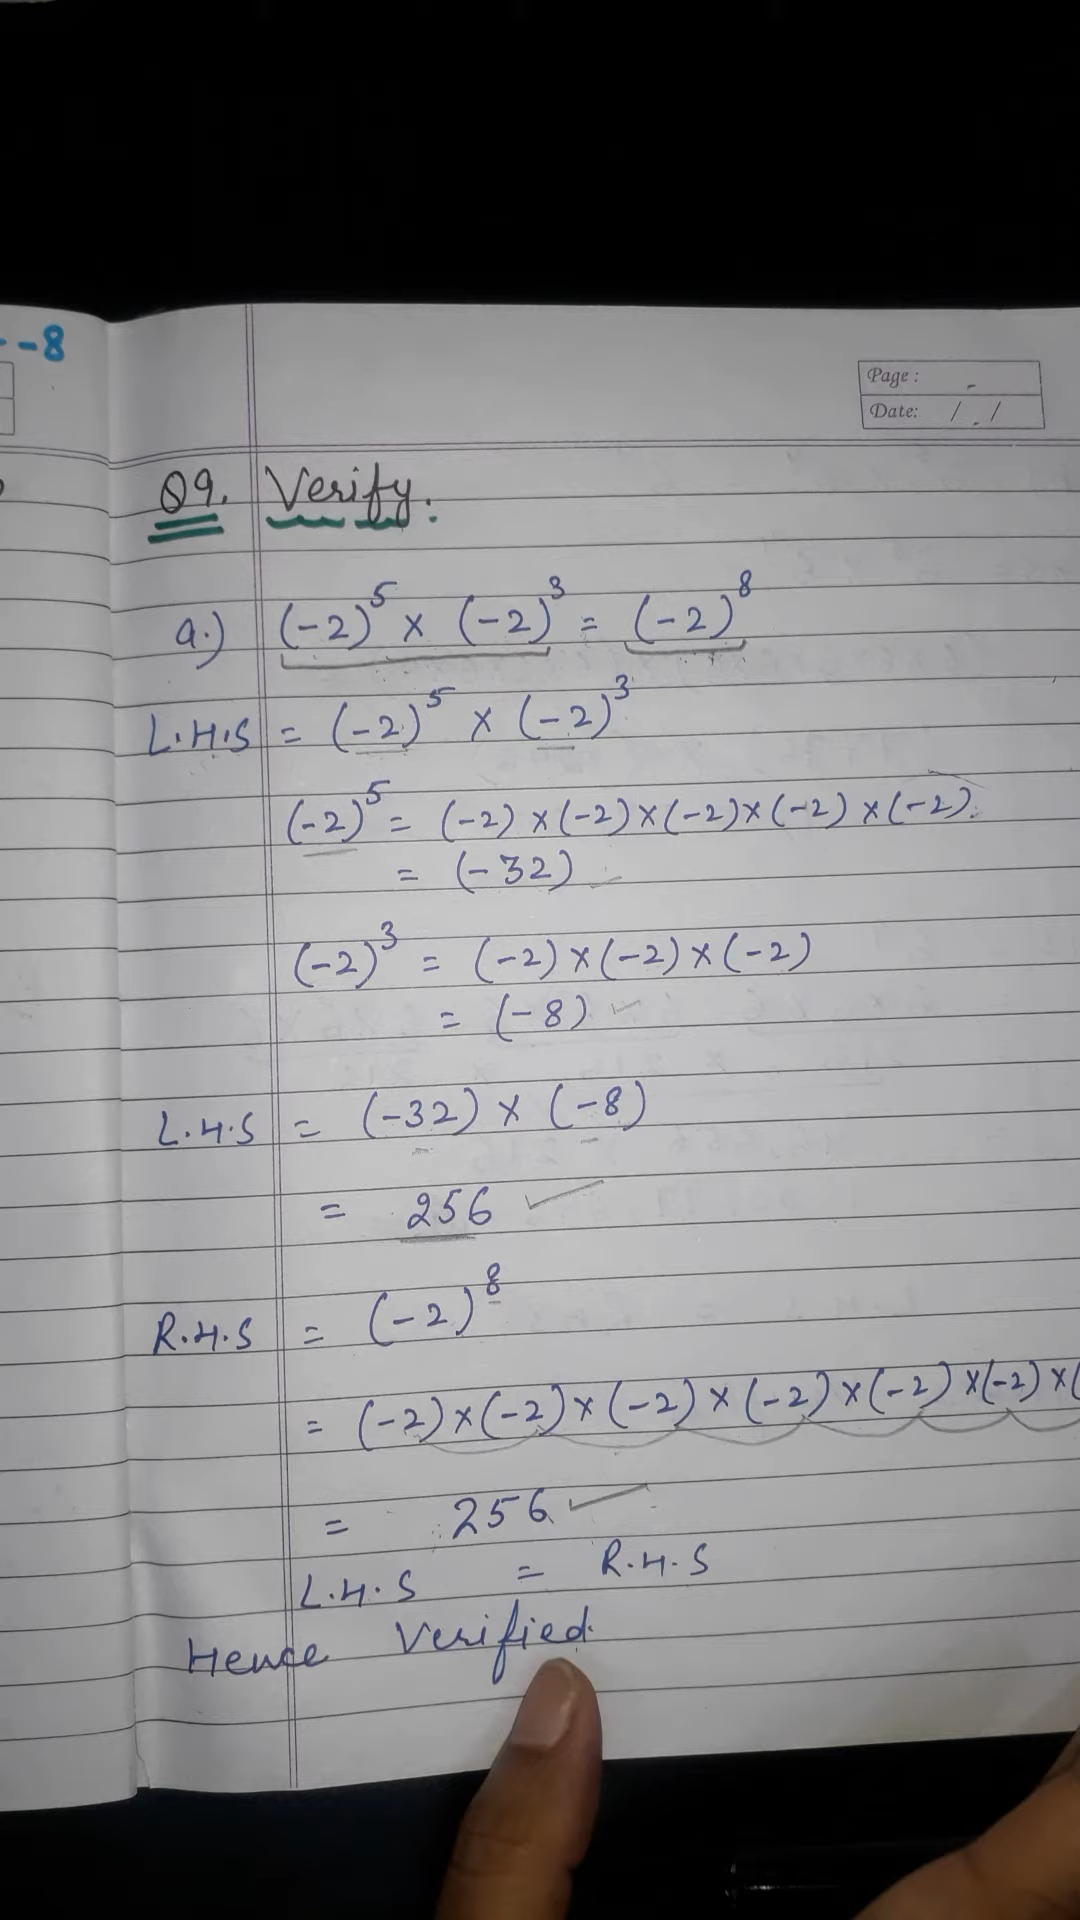 --8
Page : -
Date: / . /
Q9. Verify.
a.) (-2)⁵ × (-2)³ = (-2)⁸
L.H.S = (-2)⁵ × (-2)³
(-2)⁵ = (-2) × (-2) × (-2) × (-2) × (-2).
= (-32)
(-2)³ = (-2) × (-2) × (-2)
= (-8)
L.H.S = (-32) × (-8)
= 256
R.H.S = (-2)⁸
= (-2) × (-2) × (-2) × (-2) × (-2) × (-2) × (
= 256
L.H.S = R.H.S
Hence Verified.